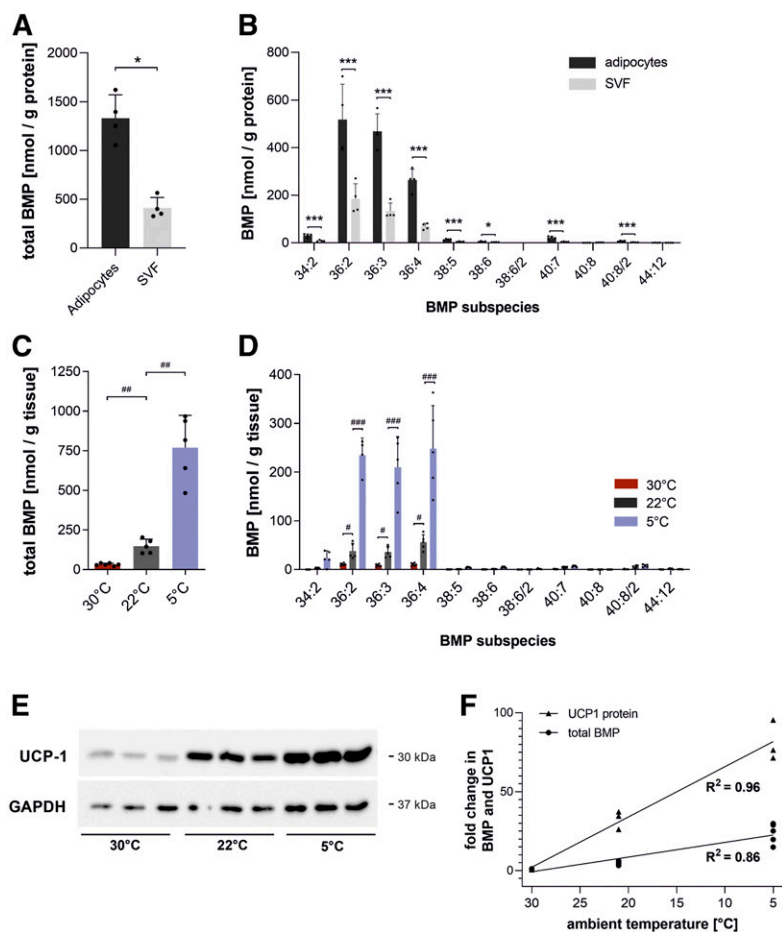 A
total BMP [nmol / g protein]
2000
1500
1000
500
0
*
Adipocytes
SVF
B
BMP [nmol / g protein]
800
600
400
200
0
adipocytes
SVF
*** *** *** *** *** *** * *** ***
34:2 36:2 36:3 36:4 38:5 38:6 38:6/2 40:7 40:8 40:8/2 44:12
BMP subspecies
C
total BMP [nmol / g tissue]
1250
1000
750
500
250
0
## ##
30°C 22°C 5°C
D
BMP [nmol / g tissue]
400
300
200
100
0
### ### ###
# # #
30°C
22°C
5°C
34:2 36:2 36:3 36:4 38:5 38:6 38:6/2 40:7 40:8 40:8/2 44:12
BMP subspecies
E
UCP-1
- 30 kDa
GAPDH
- 37 kDa
30°C 22°C 5°C
F
fold change in
BMP and UCP1
100
50
0
UCP1 protein
total BMP
R² = 0.96
R² = 0.86
30 25 20 15 10 5
ambient temperature [°C]